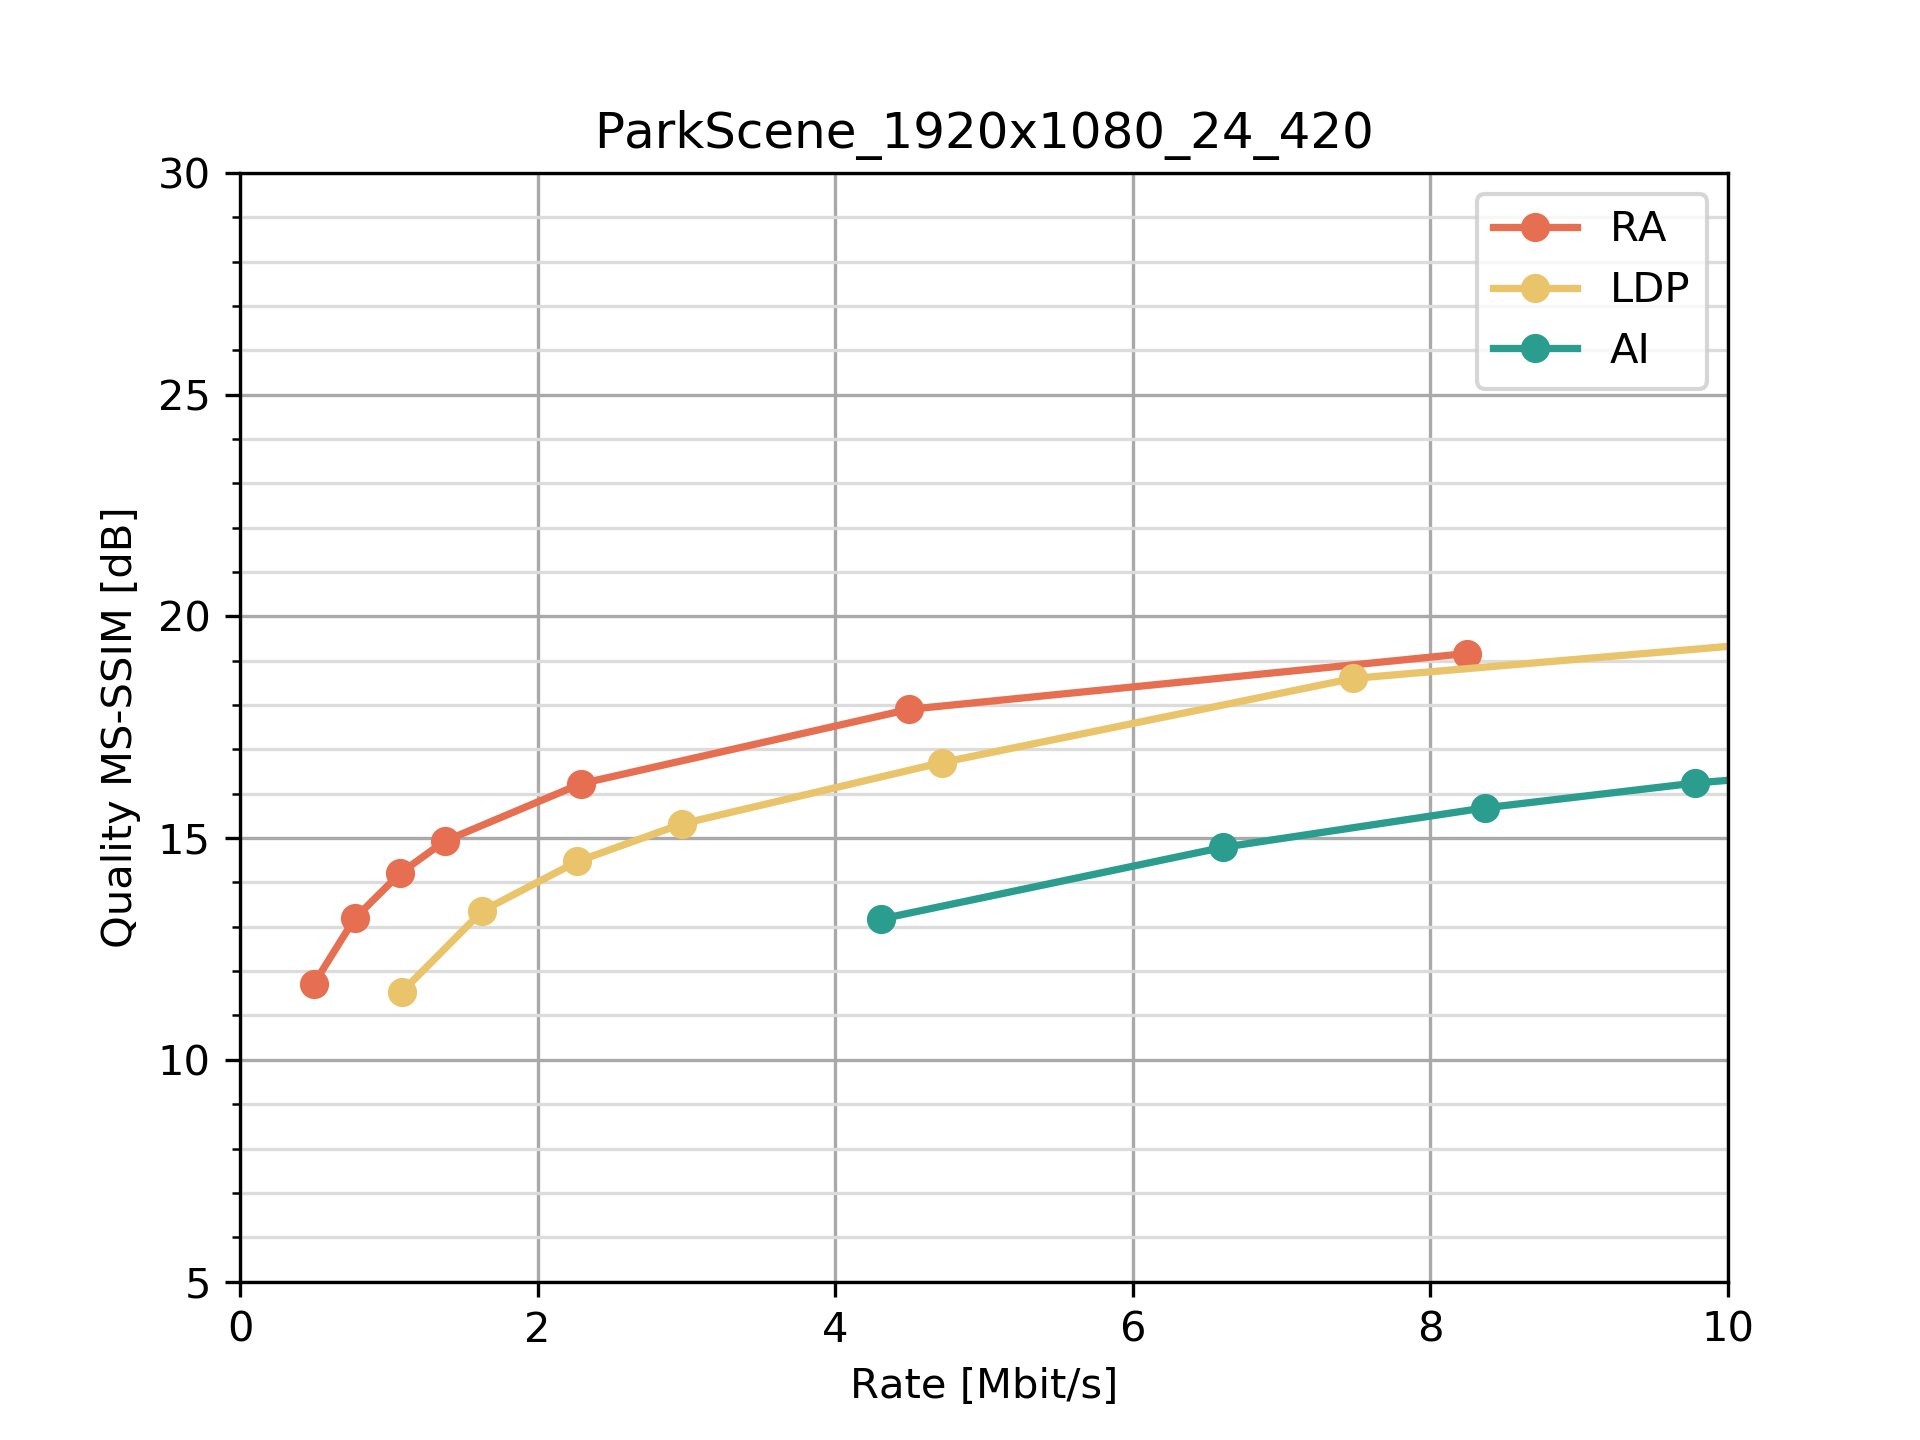 ParkScene_1920x1080_24_420
RA
LDP
AI
Quality MS-SSIM [dB]
30
25
20
15
10
5
0 2 4 6 8 10
Rate [Mbit/s]